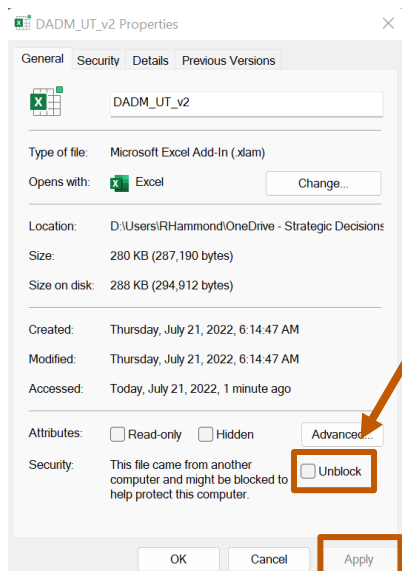 DADM_UT_v2 Properties
General Security Details Previous Versions
DADM_UT_v2
Type of file: Microsoft Excel Add-In (.xlam)
Opens with: Excel Change...
Location: D:\Users\RHammond\OneDrive - Strategic Decisions
Size: 280 KB (287,190 bytes)
Size on disk: 288 KB (294,912 bytes)
Created: Thursday, July 21, 2022, 6:14:47 AM
Modified: Thursday, July 21, 2022, 6:14:47 AM
Accessed: Today, July 21, 2022, 1 minute ago
Attributes: Read-only Hidden Advanced...
Security: This file came from another
computer and might be blocked to Unblock
help protect this computer.
OK Cancel Apply